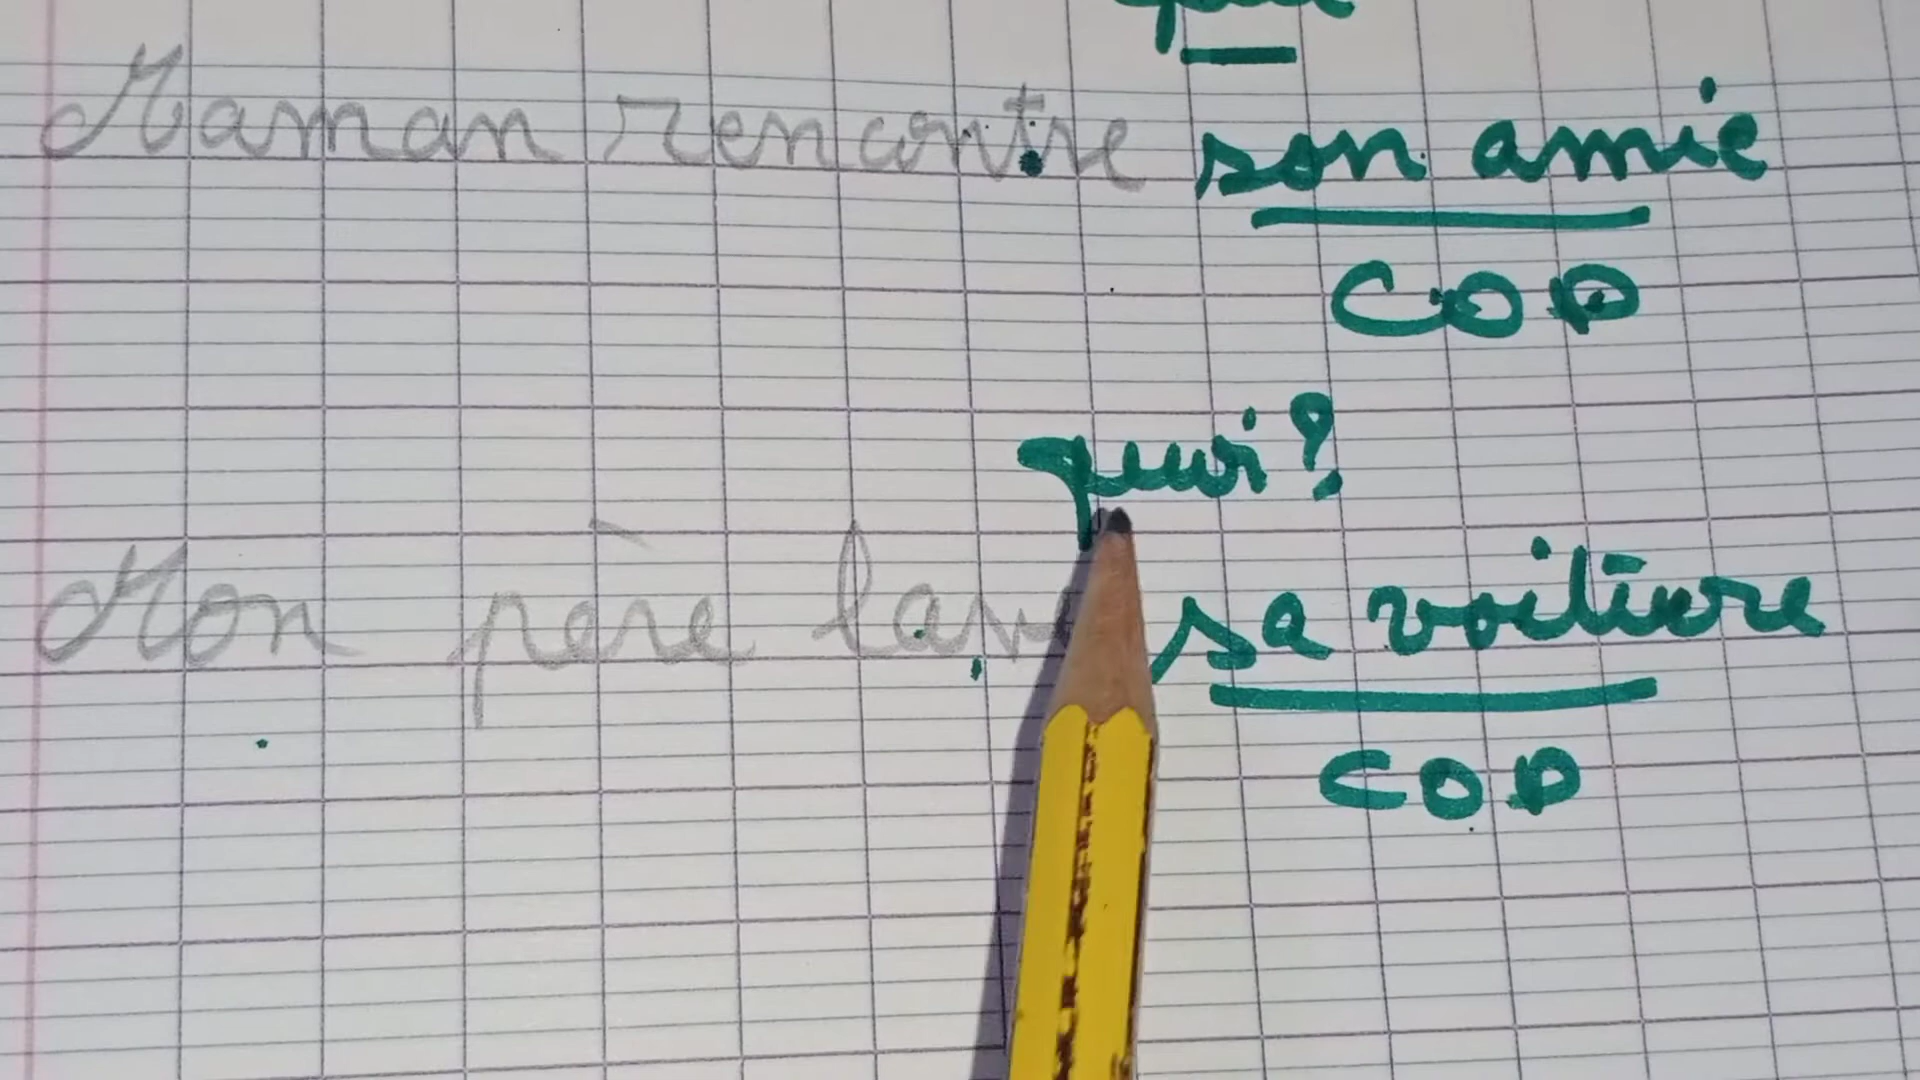 Maman rencontre son amie
COD
quoi ?
Mon père lave sa voiture
COD